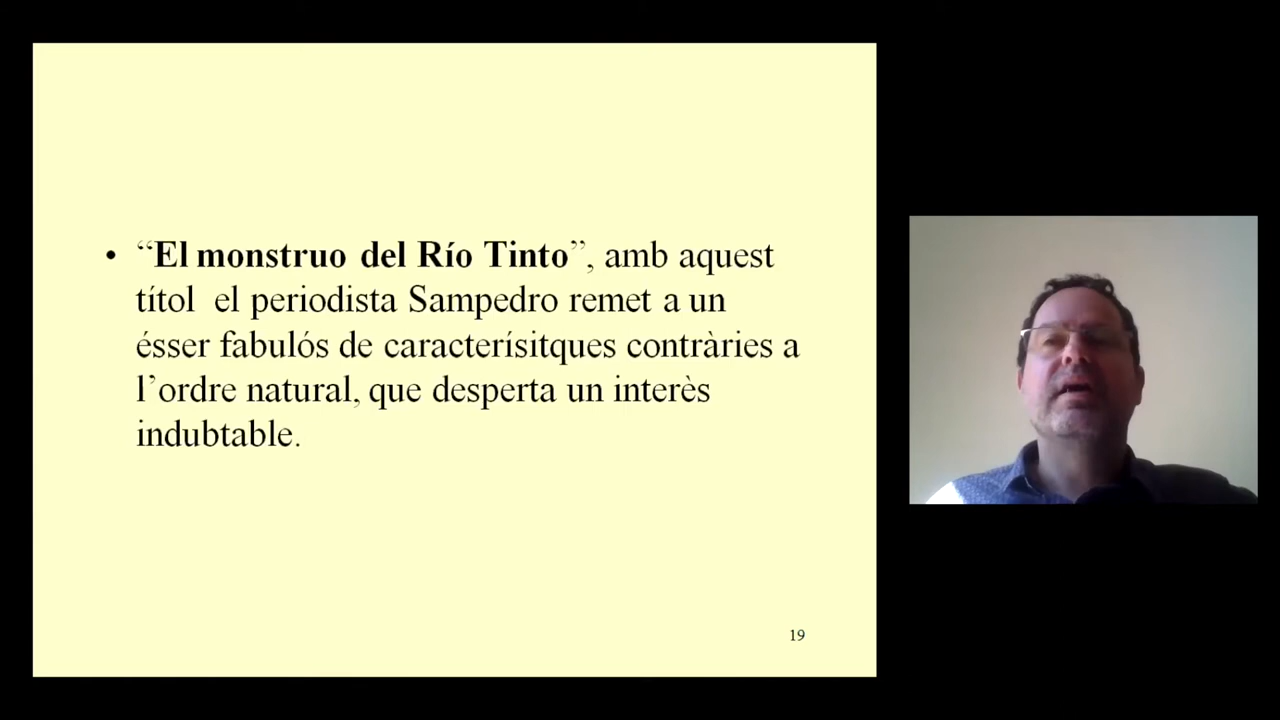 • “El monstruo del Río Tinto”, amb aquest
títol el periodista Sampedro remet a un
ésser fabulós de caracterísitques contràries a
l’ordre natural, que desperta un interès
indubtable.
19